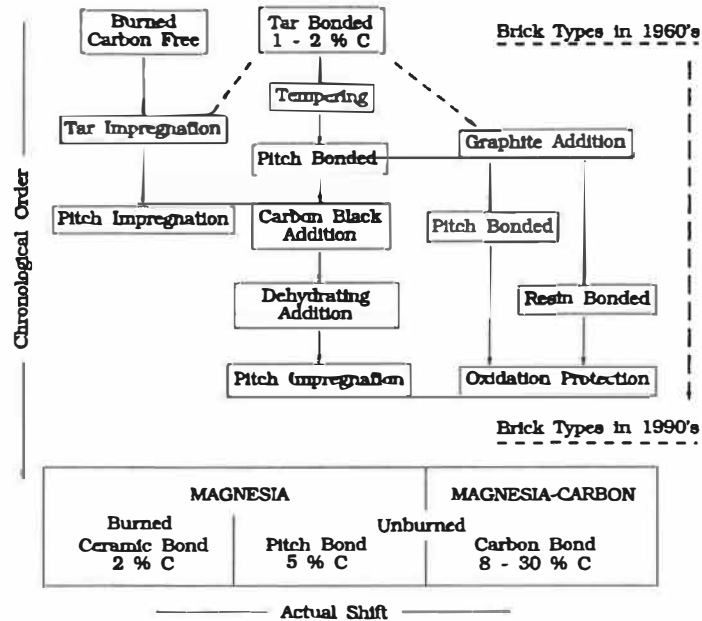 Burned
Carbon Free
Tar Bonded
1 - 2 % C
Brick Types in 1960's
Tempering
Tar Impregnation
Graphite Addition
Pitch Bonded
Pitch Impregnation
Carbon Black
Addition
Pitch Bonded
Dehydrating
Addition
Resin Bonded
Pitch Impregnation
Oxidation Protection
Chronological Order
Brick Types in 1990's
MAGNESIA
MAGNESIA-CARBON
Burned
Unburned
Ceramic Bond
Pitch Bond
Carbon Bond
2 % C
5 % C
8 - 30 % C
Actual Shift